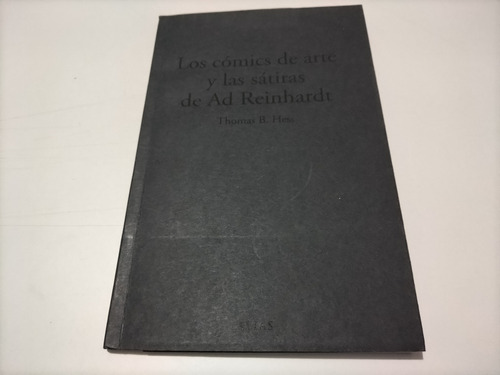 Los cómics de arte
y las sátiras
de Ad Reinhardt
Thomas B. Hess